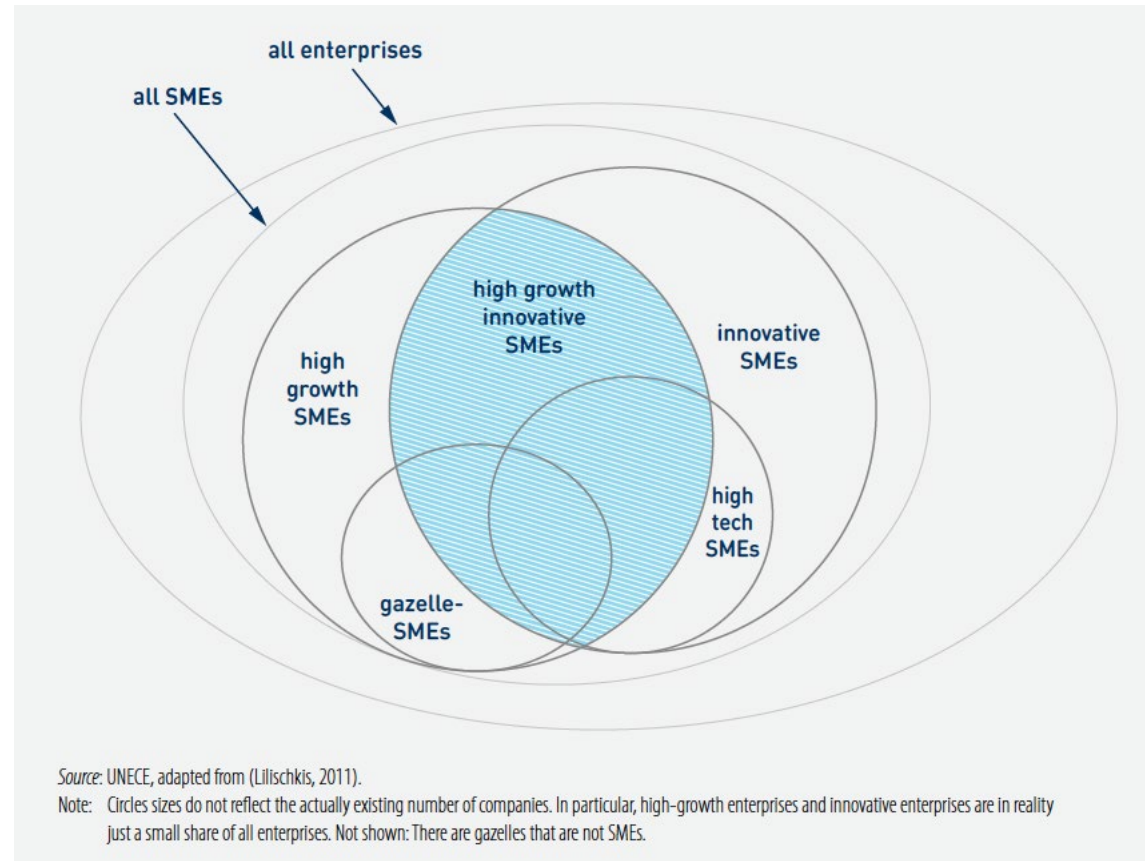 all enterprises
all SMEs
high growth
innovative
SMEs
innovative
SMEs
high
growth
SMEs
high
tech
SMEs
gazelle-
SMEs
Source: UNECE, adapted from (Lilischkis, 2011).
Note: Circles sizes do not reflect the actually existing number of companies. In particular, high-growth enterprises and innovative enterprises are in reality
just a small share of all enterprises. Not shown: There are gazelles that are not SMEs.